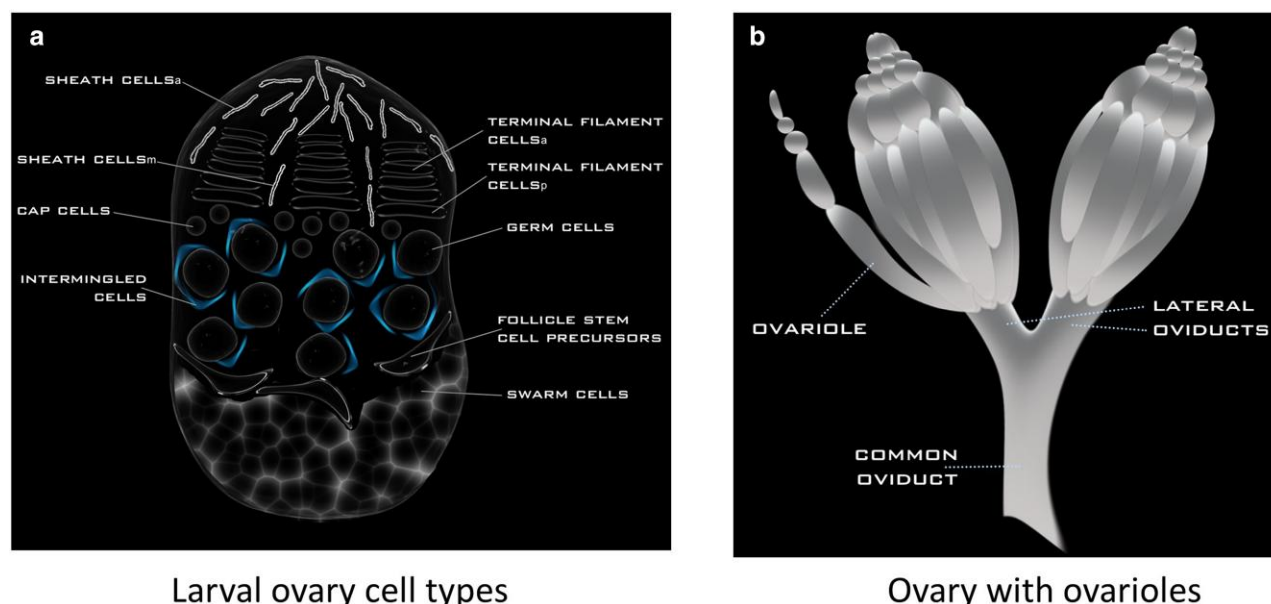 a
SHEATH CELLSa
SHEATH CELLSm
CAP CELLS
INTERMINGLED
CELLS
TERMINAL FILAMENT
CELLSa
TERMINAL FILAMENT
CELLSp
GERM CELLS
FOLLICLE STEM
CELL PRECURSORS
SWARM CELLS
Larval ovary cell types
b
OVARIOLE
LATERAL
OVIDUCTS
COMMON
OVIDUCT
Ovary with ovarioles